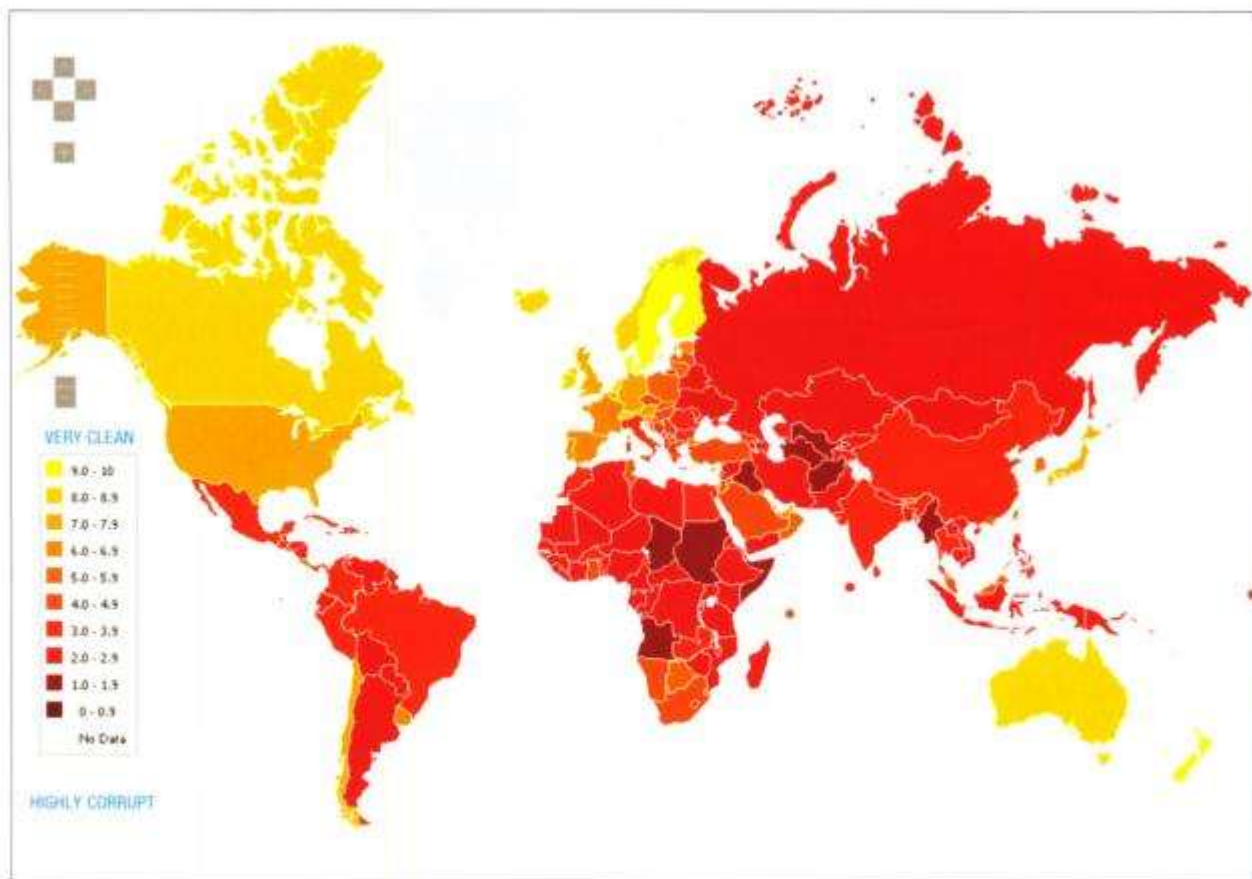 VERY CLEAN
9.0 - 10
8.0 - 8.9
7.0 - 7.9
6.0 - 6.9
5.0 - 5.9
4.0 - 4.9
3.0 - 3.9
2.0 - 2.9
1.0 - 1.9
0 - 0.9
No Data
HIGHLY CORRUPT